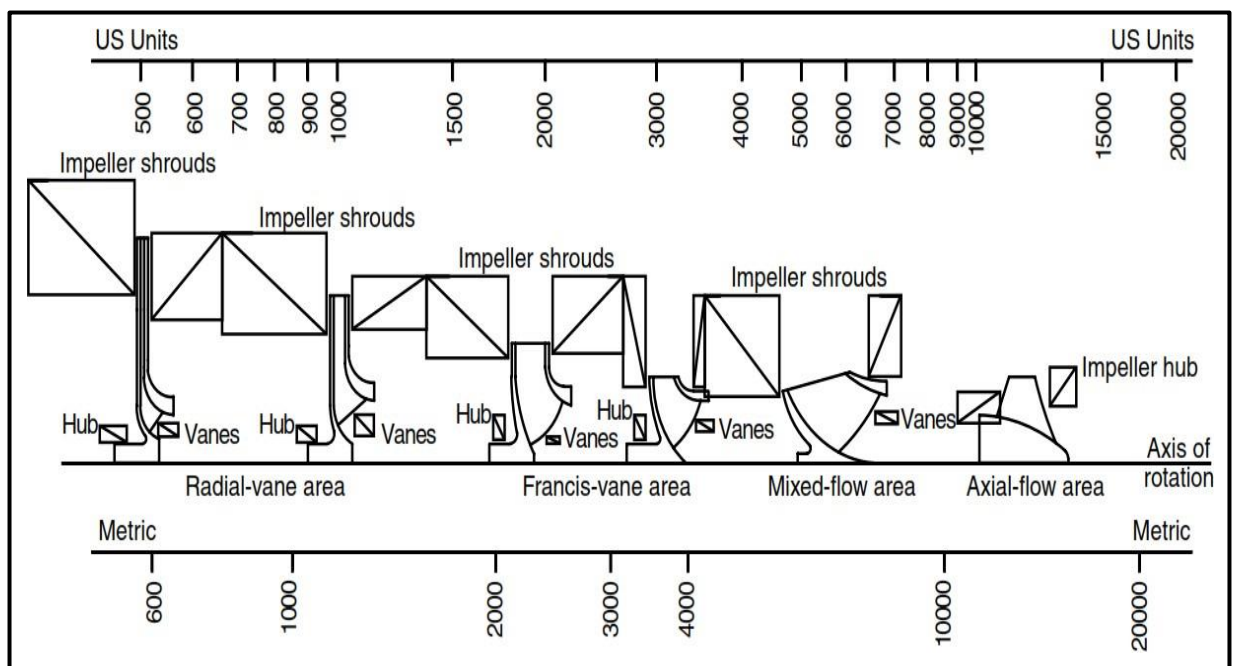 US Units US Units
500 600 700 800 900 1000 1500 2000 3000 4000 5000 6000 7000 8000 9000 10000 15000 20000
Impeller shrouds
Impeller shrouds
Impeller shrouds
Impeller shrouds
Impeller hub
Hub Vanes Hub Vanes Hub Vanes Hub Vanes Vanes
Axis of
rotation
Radial-vane area Francis-vane area Mixed-flow area Axial-flow area
Metric Metric
600 1000 2000 3000 4000 10000 20000